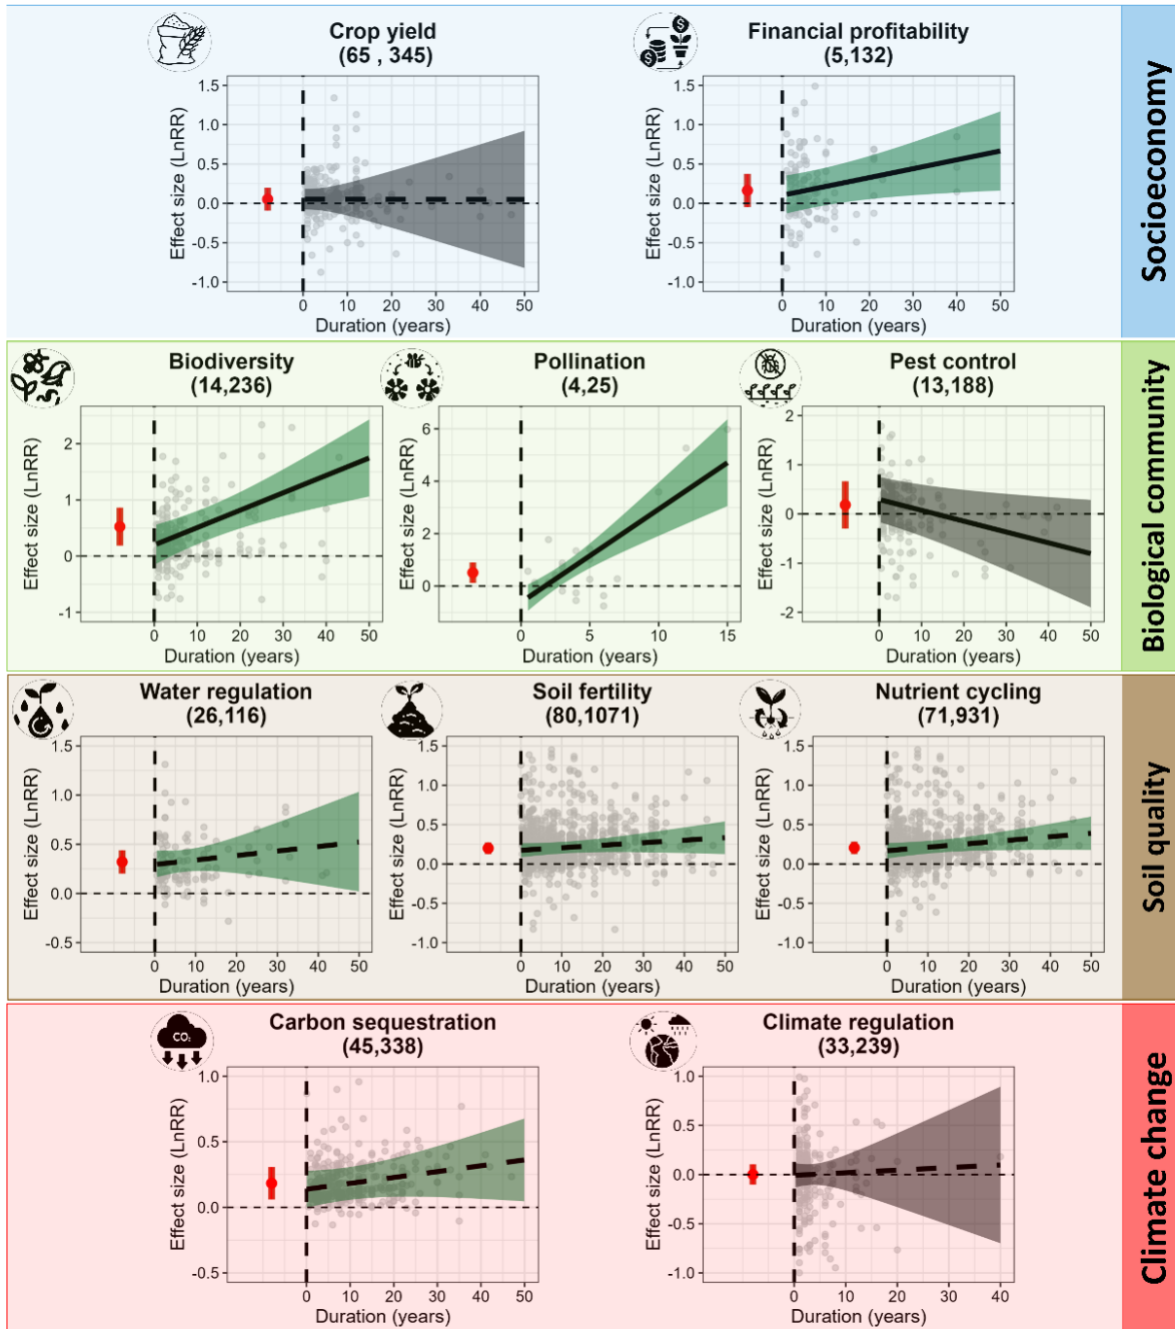 Crop yield
(65 , 345)
Effect size (LnRR)
1.5
1.0
0.5
0.0
-0.5
-1.0
0 10 20 30 40 50
Duration (years)
Financial profitability
(5,132)
Effect size (LnRR)
1.5
1.0
0.5
0.0
-0.5
-1.0
0 10 20 30 40 50
Duration (years)
Socioeconomy
Biodiversity
(14,236)
Effect size (LnRR)
2
1
0
-1
0 10 20 30 40 50
Duration (years)
Pollination
(4,25)
Effect size (LnRR)
6
4
2
0
0 5 10 15
Duration (years)
Pest control
(13,188)
Effect size (LnRR)
2
1
0
-1
-2
0 10 20 30 40 50
Duration (years)
Biological community
Water regulation
(26,116)
Effect size (LnRR)
1.5
1.0
0.5
0.0
-0.5
0 10 20 30 40 50
Duration (years)
Soil fertility
(80,1071)
Effect size (LnRR)
1.5
1.0
0.5
0.0
-1.0
0 10 20 30 40 50
Duration (years)
Nutrient cycling
(71,931)
Effect size (LnRR)
1.5
1.0
0.5
0.0
-1.0
0 10 20 30 40 50
Duration (years)
Soil quality
CO₂
Carbon sequestration
(45,338)
Effect size (LnRR)
1.0
0.5
0.0
-0.5
0 10 20 30 40 50
Duration (years)
Climate regulation
(33,239)
Effect size (LnRR)
1.0
0.5
0.0
-0.5
-1.0
0 10 20 30 40
Duration (years)
Climate change